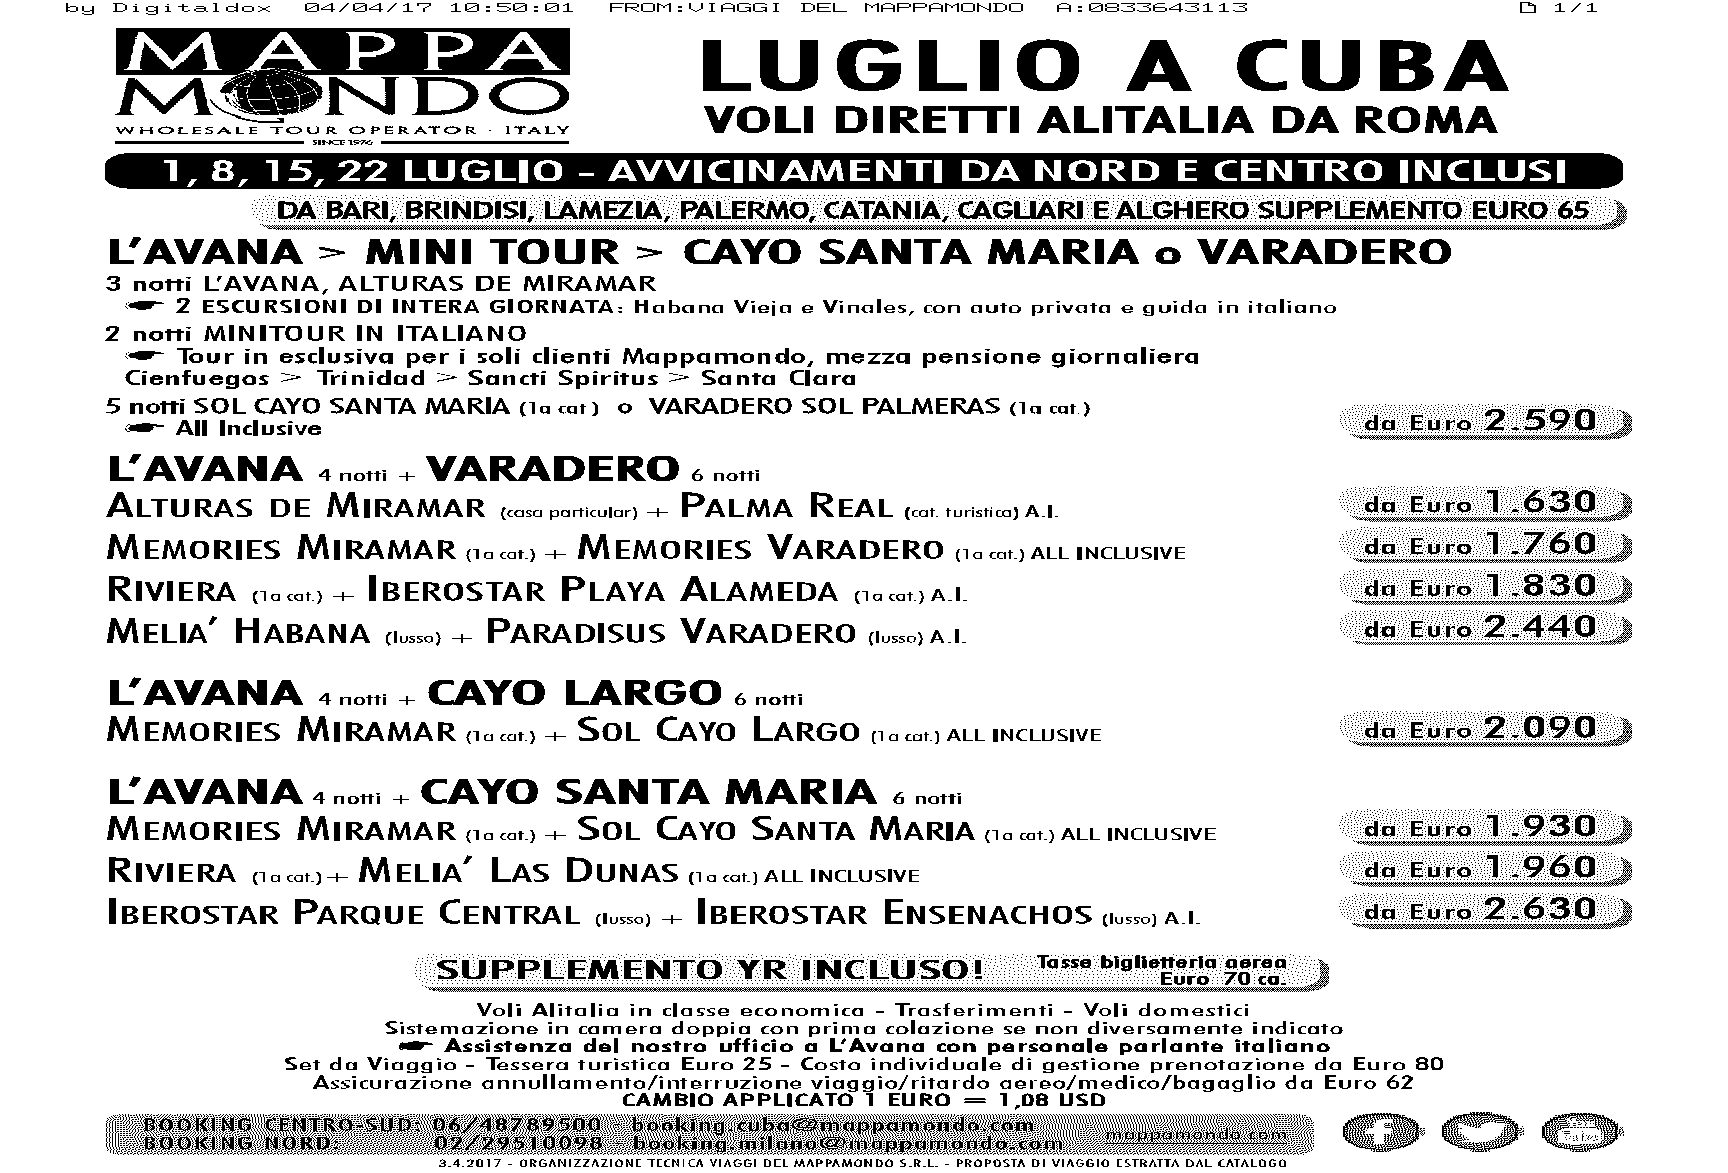 by Digitaldox 04/04/17 10:50:01 FROM:VIAGGI DEL MAPPAMONDO A:0833643113 1/1
MAPPA
MONDO
WHOLESALE TOUR OPERATOR · ITALY
SINCE 1976
LUGLIO A CUBA
VOLI DIRETTI ALITALIA DA ROMA
1, 8, 15, 22 LUGLIO – AVVICINAMENTI DA NORD E CENTRO INCLUSI
DA BARI, BRINDISI, LAMEZIA, PALERMO, CATANIA, CAGLIARI E ALGHERO SUPPLEMENTO EURO 65
L'AVANA > MINI TOUR > CAYO SANTA MARIA o VARADERO
3 notti L'AVANA, ALTURAS DE MIRAMAR
☛ 2 ESCURSIONI DI INTERA GIORNATA: Habana Vieja e Vinales, con auto privata e guida in italiano
2 notti MINITOUR IN ITALIANO
☛ Tour in esclusiva per i soli clienti Mappamondo, mezza pensione giornaliera
Cienfuegos > Trinidad > Sancti Spiritus > Santa Clara
5 notti SOL CAYO SANTA MARIA (1a cat ) o VARADERO SOL PALMERAS (1a cat.)
☛ All Inclusive da Euro 2.590
L'AVANA 4 notti + VARADERO 6 notti
ALTURAS DE MIRAMAR (casa particular) + PALMA REAL (cat. turistica) A.I. da Euro 1.630
MEMORIES MIRAMAR (1a cat.) + MEMORIES VARADERO (1a cat.) ALL INCLUSIVE da Euro 1.760
RIVIERA (1a cat.) + IBEROSTAR PLAYA ALAMEDA (1a cat.) A.I. da Euro 1.830
MELIA' HABANA (lusso) + PARADISUS VARADERO (lusso) A.I. da Euro 2.440
L'AVANA 4 notti + CAYO LARGO 6 notti
MEMORIES MIRAMAR (1a cat.) + SOL CAYO LARGO (1a cat.) ALL INCLUSIVE da Euro 2.090
L'AVANA 4 notti + CAYO SANTA MARIA 6 notti
MEMORIES MIRAMAR (1a cat.) + SOL CAYO SANTA MARIA (1a cat.) ALL INCLUSIVE da Euro 1.930
RIVIERA (1a cat.) + MELIA' LAS DUNAS (1a cat.) ALL INCLUSIVE da Euro 1.960
IBEROSTAR PARQUE CENTRAL (lusso) + IBEROSTAR ENSENACHOS (lusso) A.I. da Euro 2.630
SUPPLEMENTO YR INCLUSO! Tasse biglietteria aerea
Euro 70 ca.
Voli Alitalia in classe economica – Trasferimenti – Voli domestici
Sistemazione in camera doppia con prima colazione se non diversamente indicato
☛ Assistenza del nostro ufficio a L'Avana con personale parlante italiano
Set da Viaggio – Tessera turistica Euro 25 – Costo individuale di gestione prenotazione da Euro 80
Assicurazione annullamento/interruzione viaggio/ritardo aereo/medico/bagaglio da Euro 62
CAMBIO APPLICATO 1 EURO = 1,08 USD
BOOKING CENTRO-SUD: 06/48789500 booking.cuba@mappamondo.com
BOOKING NORD: 02/29510098 booking.milano@mappamondo.com mappamondo.com
3.4.2017 - ORGANIZZAZIONE TECNICA VIAGGI DEL MAPPAMONDO S.R.L. - PROPOSTA DI VIAGGIO ESTRATTA DAL CATALOGO